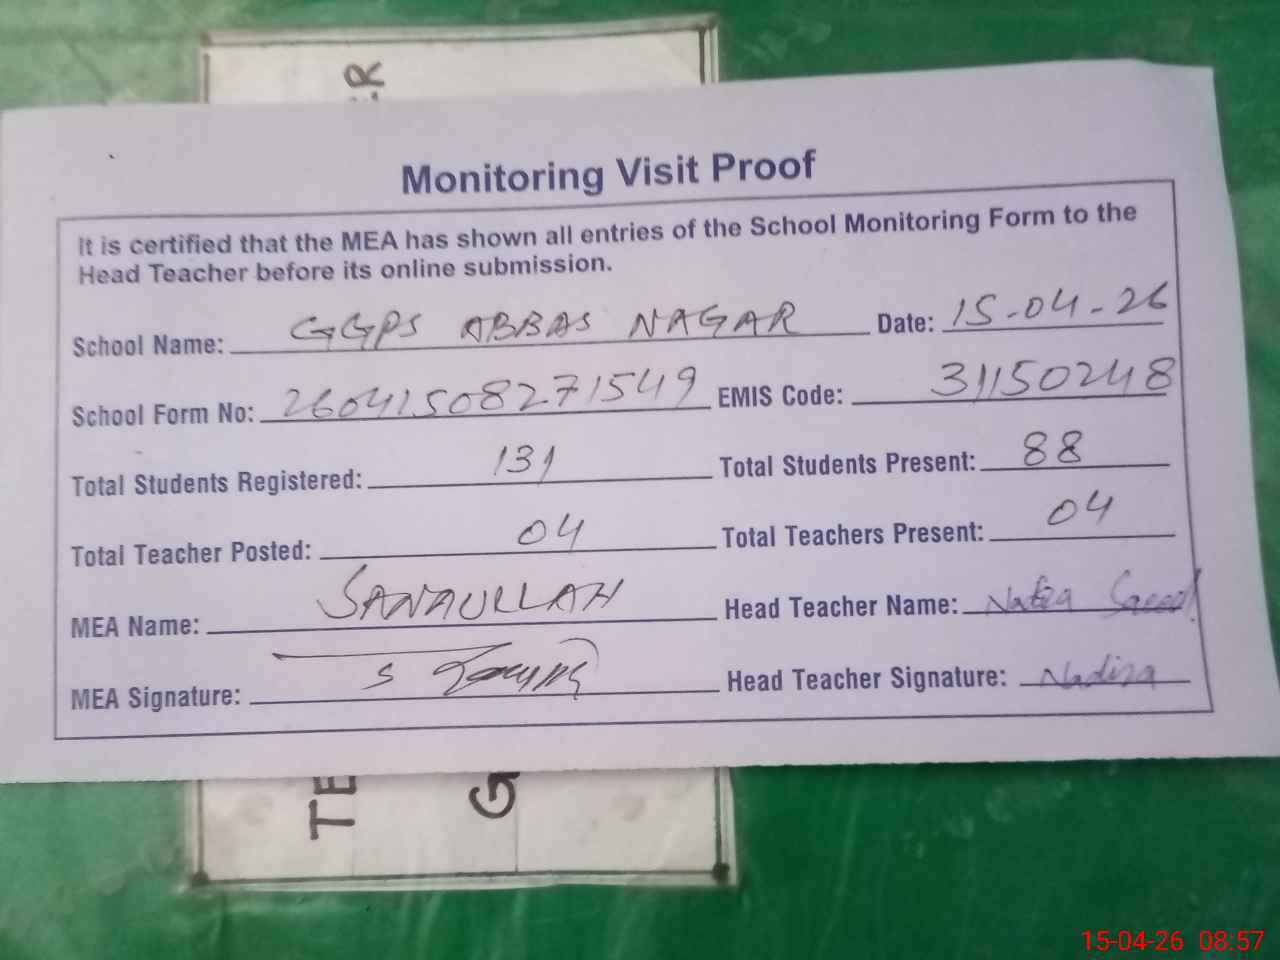 ER
Monitoring Visit Proof
It is certified that the MEA has shown all entries of the School Monitoring Form to the
Head Teacher before its online submission.
School Name: GGPS ABBAS NAGAR Date: 15-04-26
School Form No: 26041508271549 EMIS Code: 31150248
Total Students Registered: 131 Total Students Present: 88
Total Teacher Posted: 04 Total Teachers Present: 04
MEA Name: SANAULLAH Head Teacher Name: Saeed
MEA Signature: Head Teacher Signature: Nadira
TE
G
15-04-26 08:57